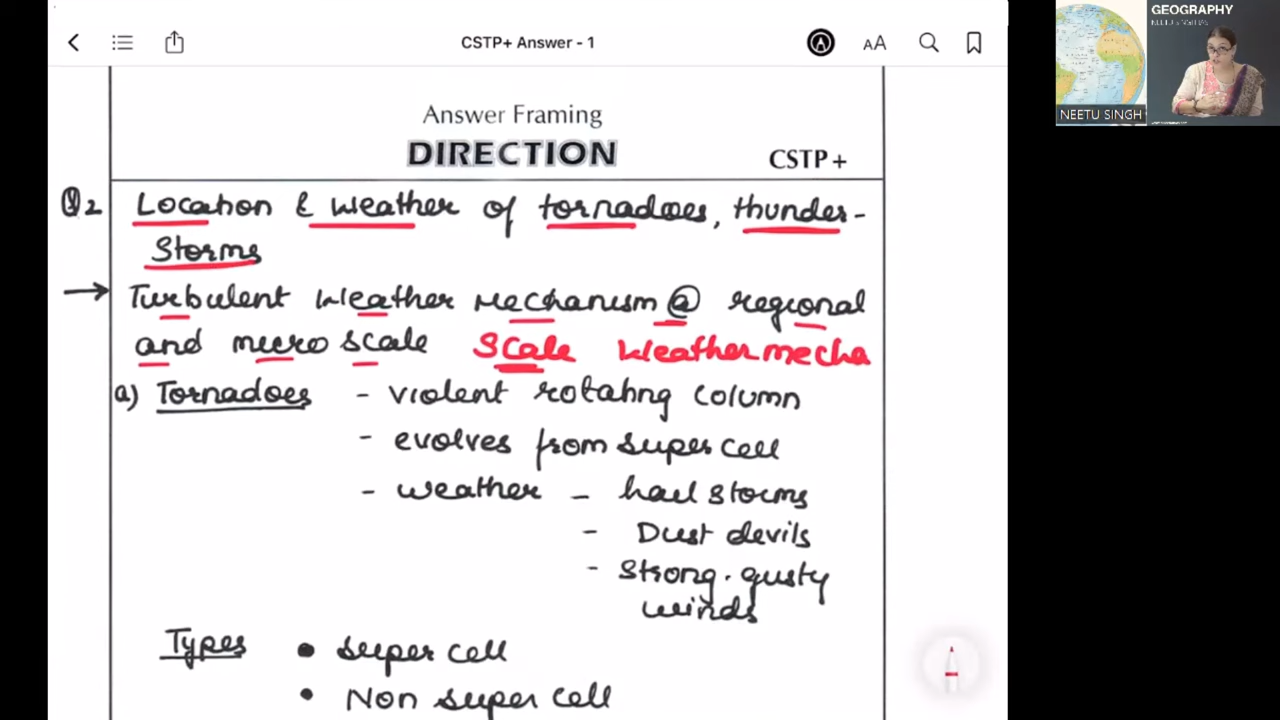 CSTP+ Answer - 1
AA
GEOGRAPHY
NEETU SINGH
Answer Framing
DIRECTION
CSTP+
Q2 Location & weather of tornadoes, thunder-
Storms
→ Turbulent Weather Mechanism @ regional
and micro scale Scale Weather mecha
a) Tornadoes - violent rotating column
- evolves from super cell
- weather - hail storms
- Dust devils
- Strong. gusty
winds
Types • super cell
• Non super cell